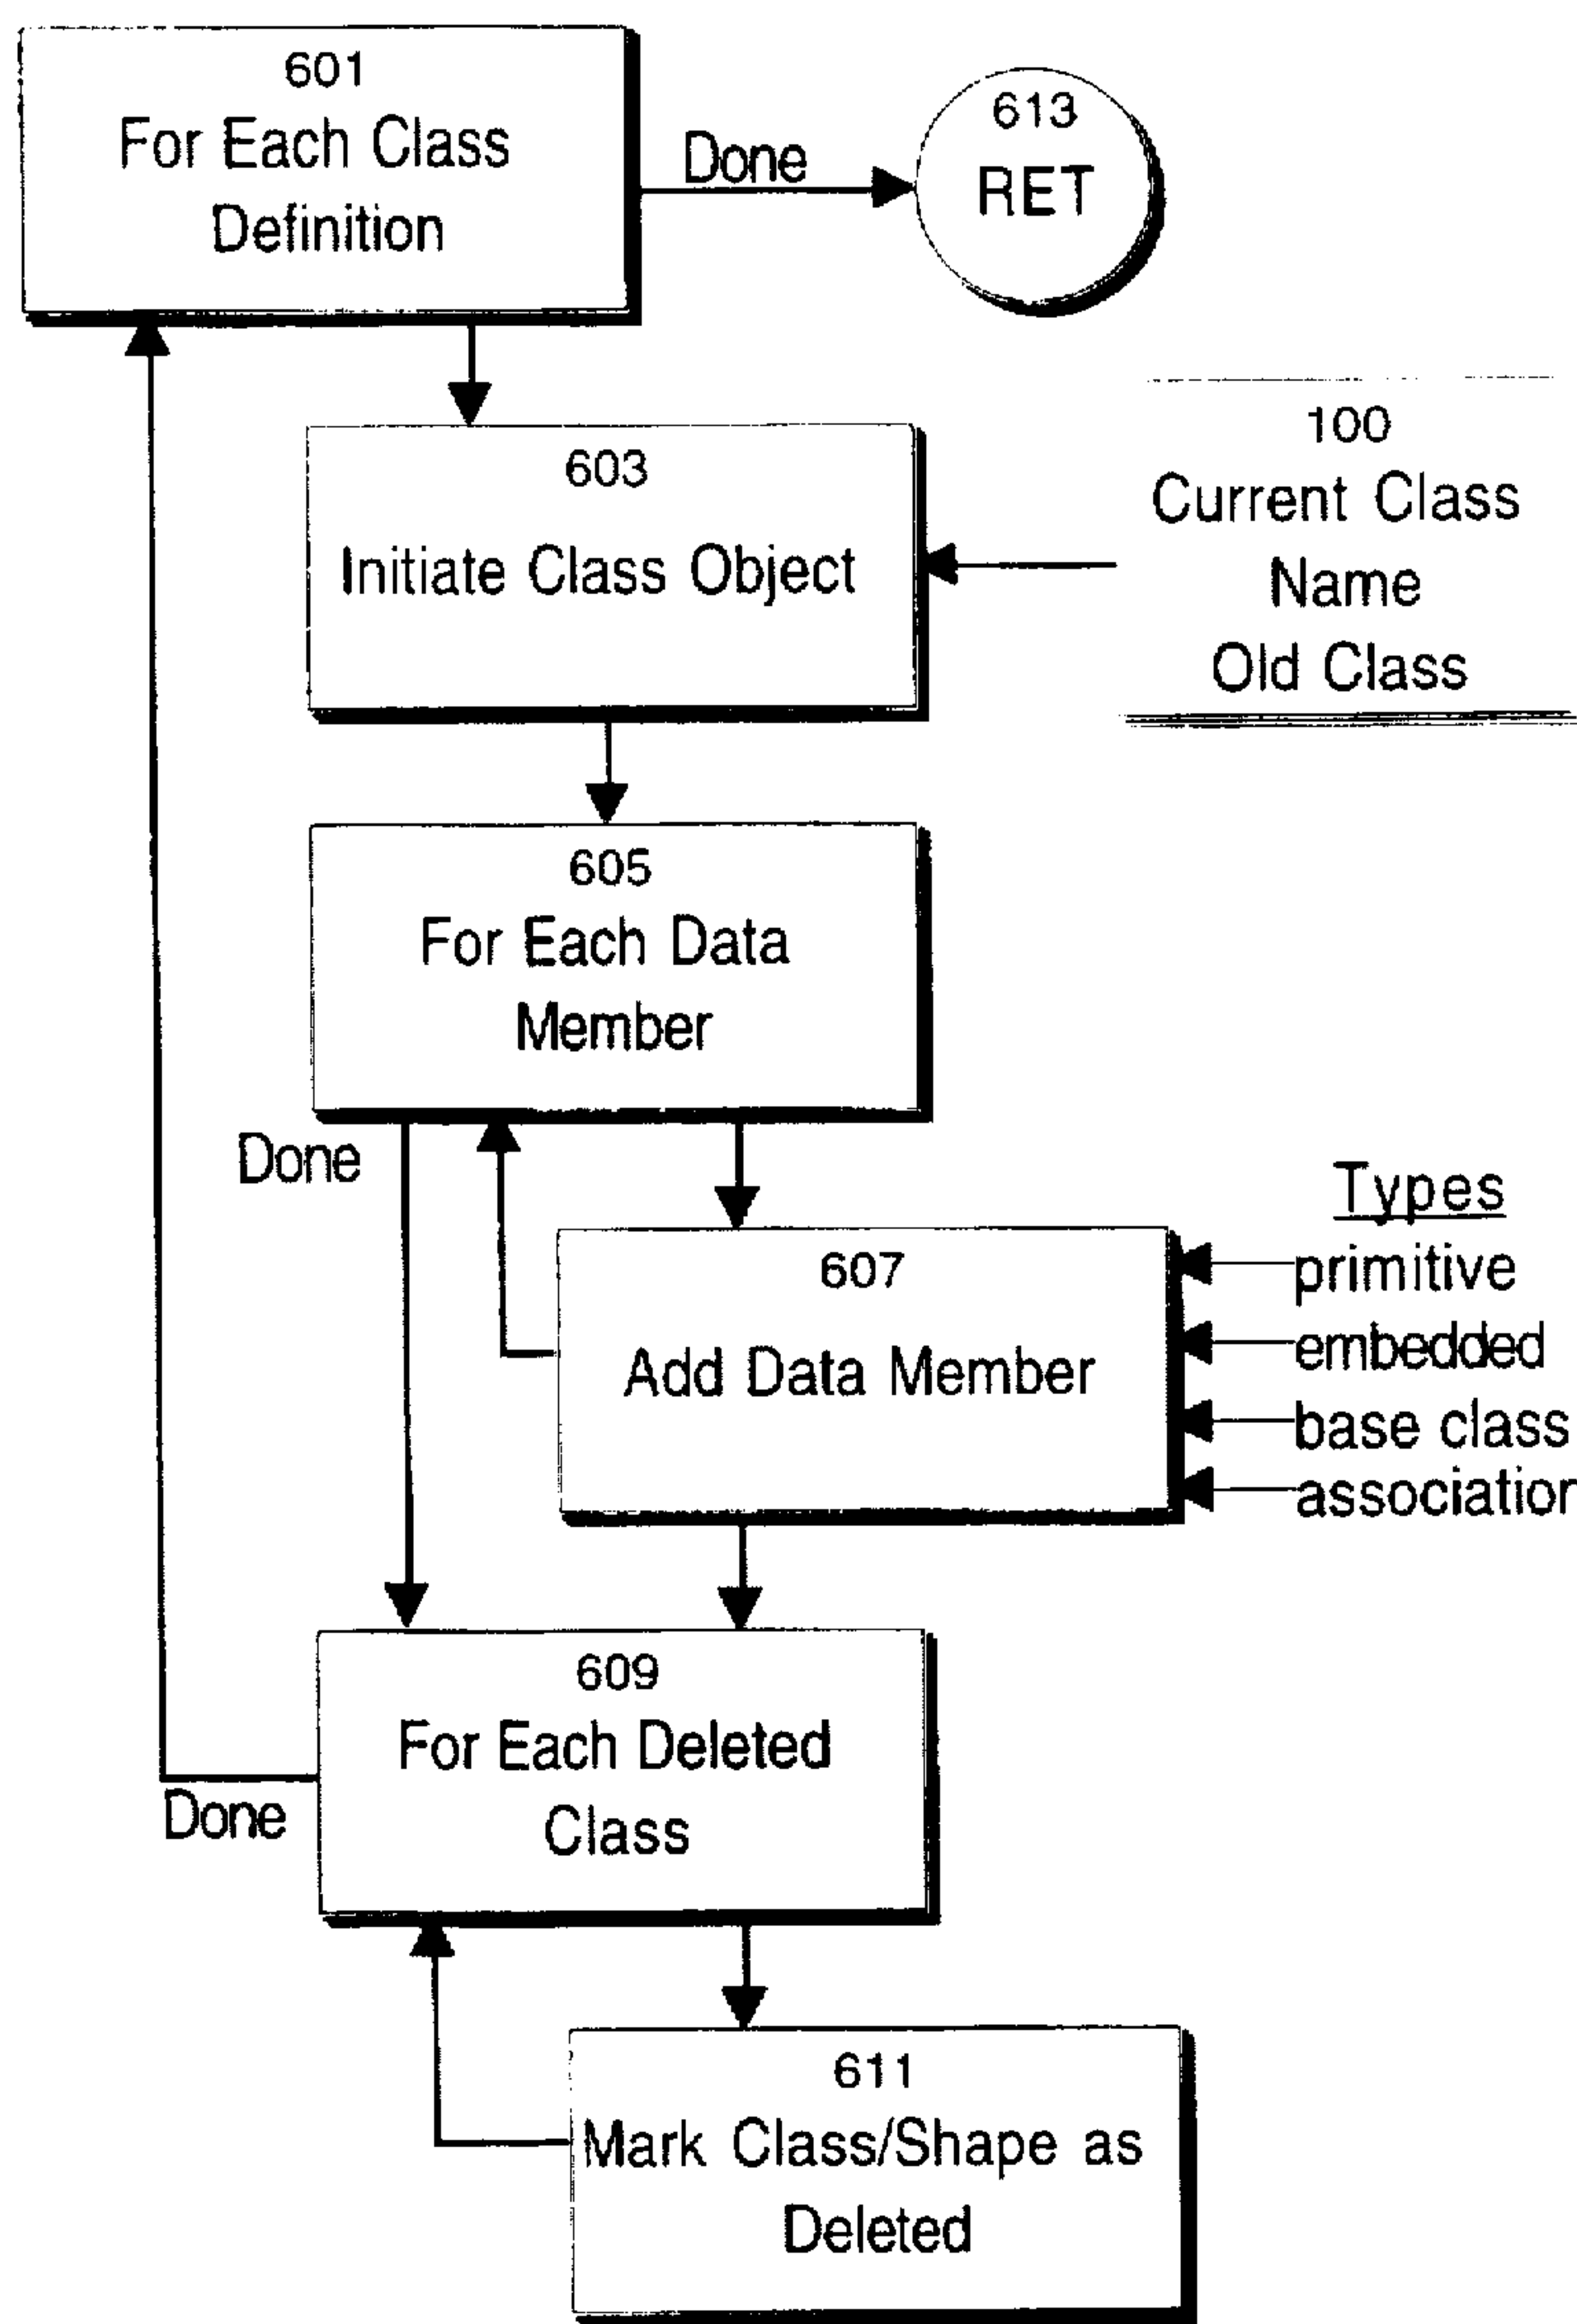 601
For Each Class
Definition
Done
613
RET
603
Initiate Class Object
100
Current Class
Name
Old Class
605
For Each Data
Member
Done
607
Add Data Member
Types
primitive
embedded
base class
association
609
For Each Deleted
Class
Done
611
Mark Class/Shape as
Deleted